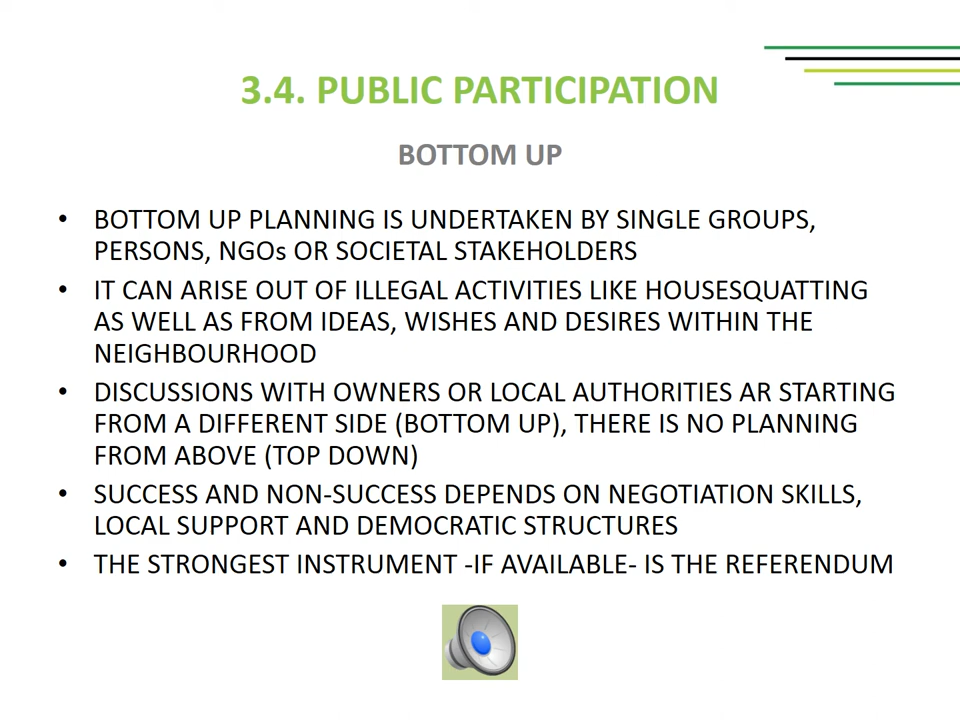 3.4. PUBLIC PARTICIPATION
BOTTOM UP
• BOTTOM UP PLANNING IS UNDERTAKEN BY SINGLE GROUPS,
PERSONS, NGOs OR SOCIETAL STAKEHOLDERS
• IT CAN ARISE OUT OF ILLEGAL ACTIVITIES LIKE HOUSESQUATTING
AS WELL AS FROM IDEAS, WISHES AND DESIRES WITHIN THE
NEIGHBOURHOOD
• DISCUSSIONS WITH OWNERS OR LOCAL AUTHORITIES AR STARTING
FROM A DIFFERENT SIDE (BOTTOM UP), THERE IS NO PLANNING
FROM ABOVE (TOP DOWN)
• SUCCESS AND NON-SUCCESS DEPENDS ON NEGOTIATION SKILLS,
LOCAL SUPPORT AND DEMOCRATIC STRUCTURES
• THE STRONGEST INSTRUMENT -IF AVAILABLE- IS THE REFERENDUM